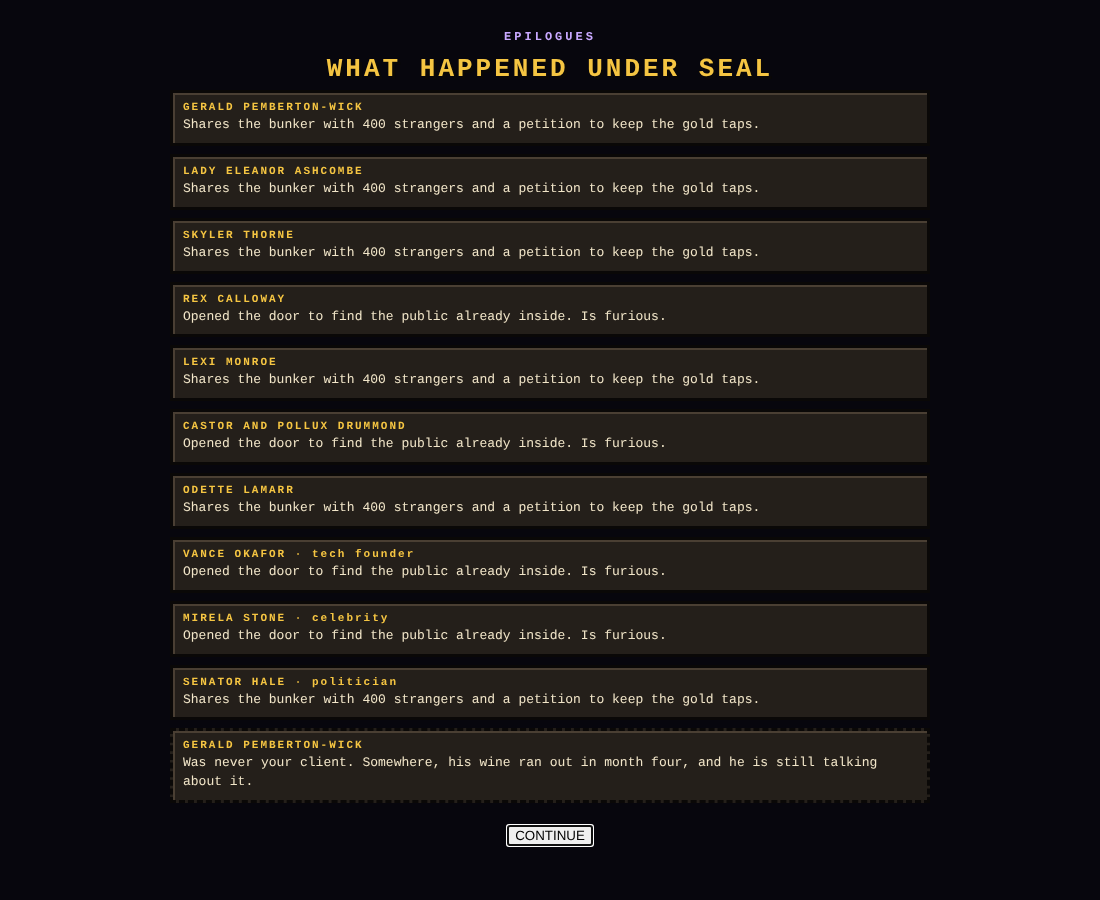 EPILOGUES
WHAT HAPPENED UNDER SEAL
GERALD PEMBERTON-WICK
Shares the bunker with 400 strangers and a petition to keep the gold taps.
LADY ELEANOR ASHCOMBE
Shares the bunker with 400 strangers and a petition to keep the gold taps.
SKYLER THORNE
Shares the bunker with 400 strangers and a petition to keep the gold taps.
REX CALLOWAY
Opened the door to find the public already inside. Is furious.
LEXI MONROE
Shares the bunker with 400 strangers and a petition to keep the gold taps.
CASTOR AND POLLUX DRUMMOND
Opened the door to find the public already inside. Is furious.
ODETTE LAMARR
Shares the bunker with 400 strangers and a petition to keep the gold taps.
VANCE OKAFOR · tech founder
Opened the door to find the public already inside. Is furious.
MIRELA STONE · celebrity
Opened the door to find the public already inside. Is furious.
SENATOR HALE · politician
Shares the bunker with 400 strangers and a petition to keep the gold taps.
GERALD PEMBERTON-WICK
Was never your client. Somewhere, his wine ran out in month four, and he is still talking
about it.
CONTINUE